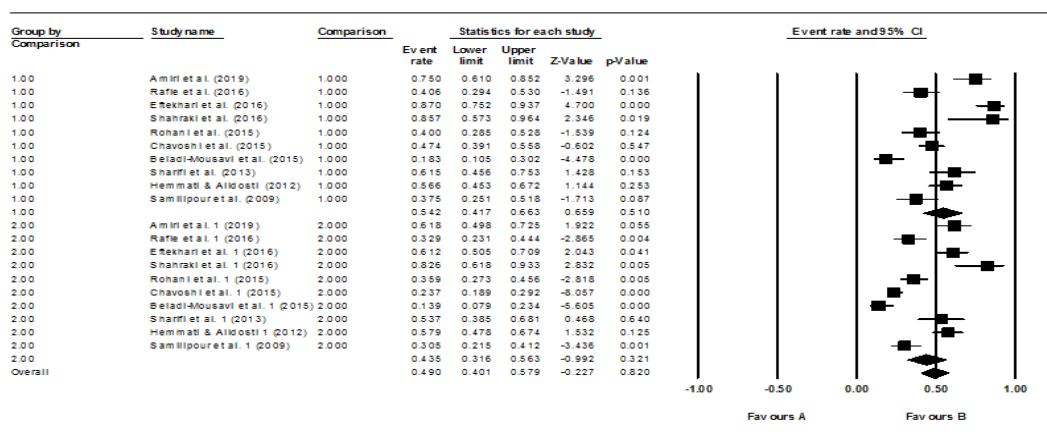 Group by Study name Comparison Statistics for each study Event rate and 95% CI
Comparison
Event Lower Upper
rate limit limit Z-Value p-Value
1.00 Amiri et al. (2019) 1.000 0.750 0.610 0.852 3.296 0.001
1.00 Rafie et al. (2016) 1.000 0.406 0.294 0.530 -1.491 0.136
1.00 Eftekhari et al. (2016) 1.000 0.870 0.752 0.937 4.700 0.000
1.00 Shahraki et al. (2016) 1.000 0.857 0.573 0.964 2.346 0.019
1.00 Rohani et al. (2015) 1.000 0.400 0.285 0.528 -1.539 0.124
1.00 Chavoshi et al. (2015) 1.000 0.474 0.391 0.558 -0.602 0.547
1.00 Beladi-Mousavi et al. (2015) 1.000 0.183 0.105 0.302 -4.478 0.000
1.00 Sharifi et al. (2013) 1.000 0.615 0.456 0.753 1.428 0.153
1.00 Hemmati & Alidosti (2012) 1.000 0.566 0.453 0.672 1.144 0.253
1.00 Samilipour et al. (2009) 1.000 0.375 0.251 0.518 -1.713 0.087
1.00 0.542 0.417 0.663 0.659 0.510
2.00 Amiri et al. 1 (2019) 2.000 0.618 0.498 0.725 1.922 0.055
2.00 Rafie et al. 1 (2016) 2.000 0.329 0.231 0.444 -2.865 0.004
2.00 Eftekhari et al. 1 (2016) 2.000 0.612 0.505 0.709 2.043 0.041
2.00 Shahraki et al. 1 (2016) 2.000 0.826 0.618 0.933 2.832 0.005
2.00 Rohani et al. 1 (2015) 2.000 0.359 0.273 0.456 -2.818 0.005
2.00 Chavoshi et al. 1 (2015) 2.000 0.237 0.189 0.292 -8.057 0.000
2.00 Beladi-Mousavi et al. 1 (2015) 2.000 0.139 0.079 0.234 -5.605 0.000
2.00 Sharifi et al. 1 (2013) 2.000 0.537 0.385 0.681 0.468 0.640
2.00 Hemmati & Alidosti 1 (2012) 2.000 0.579 0.478 0.674 1.532 0.125
2.00 Samilipour et al. 1 (2009) 2.000 0.305 0.215 0.412 -3.436 0.001
2.00 0.435 0.316 0.563 -0.992 0.321
Overall 0.490 0.401 0.579 -0.227 0.820
-1.00 -0.50 0.00 0.50 1.00
Favours A Favours B